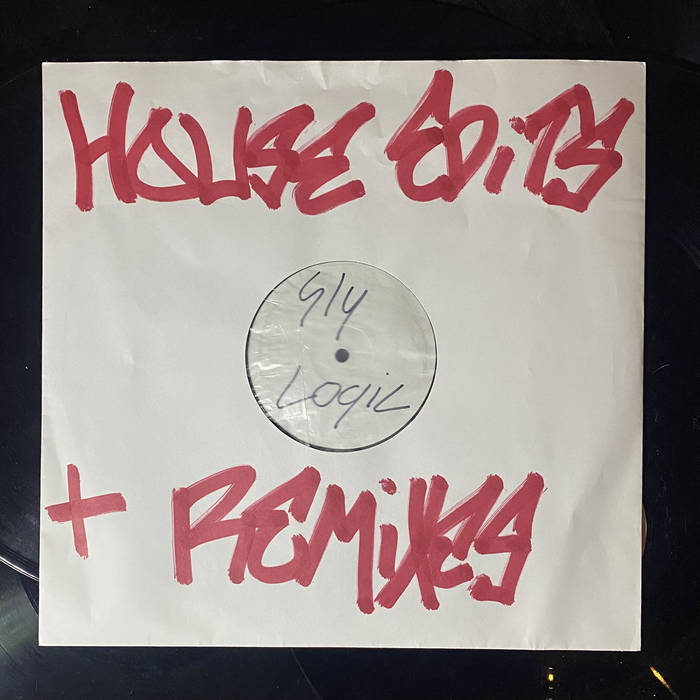 HOUSE EDiTS
Sly
LOgiC
+ REMiXES